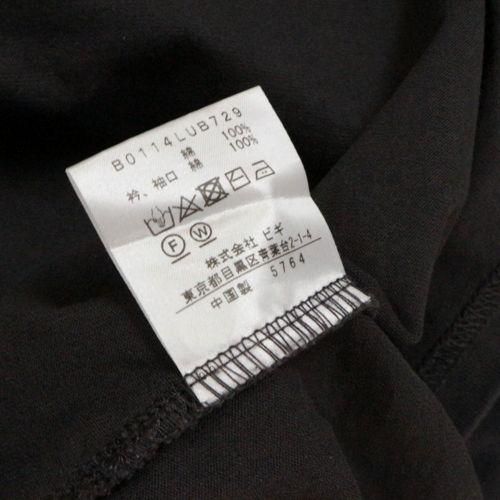 B0114LUB729
綿 100%
衿、袖口 綿 100%
F W
株式会社 ビギ
東京都目黒区青葉台2-1-4
中国製 5764